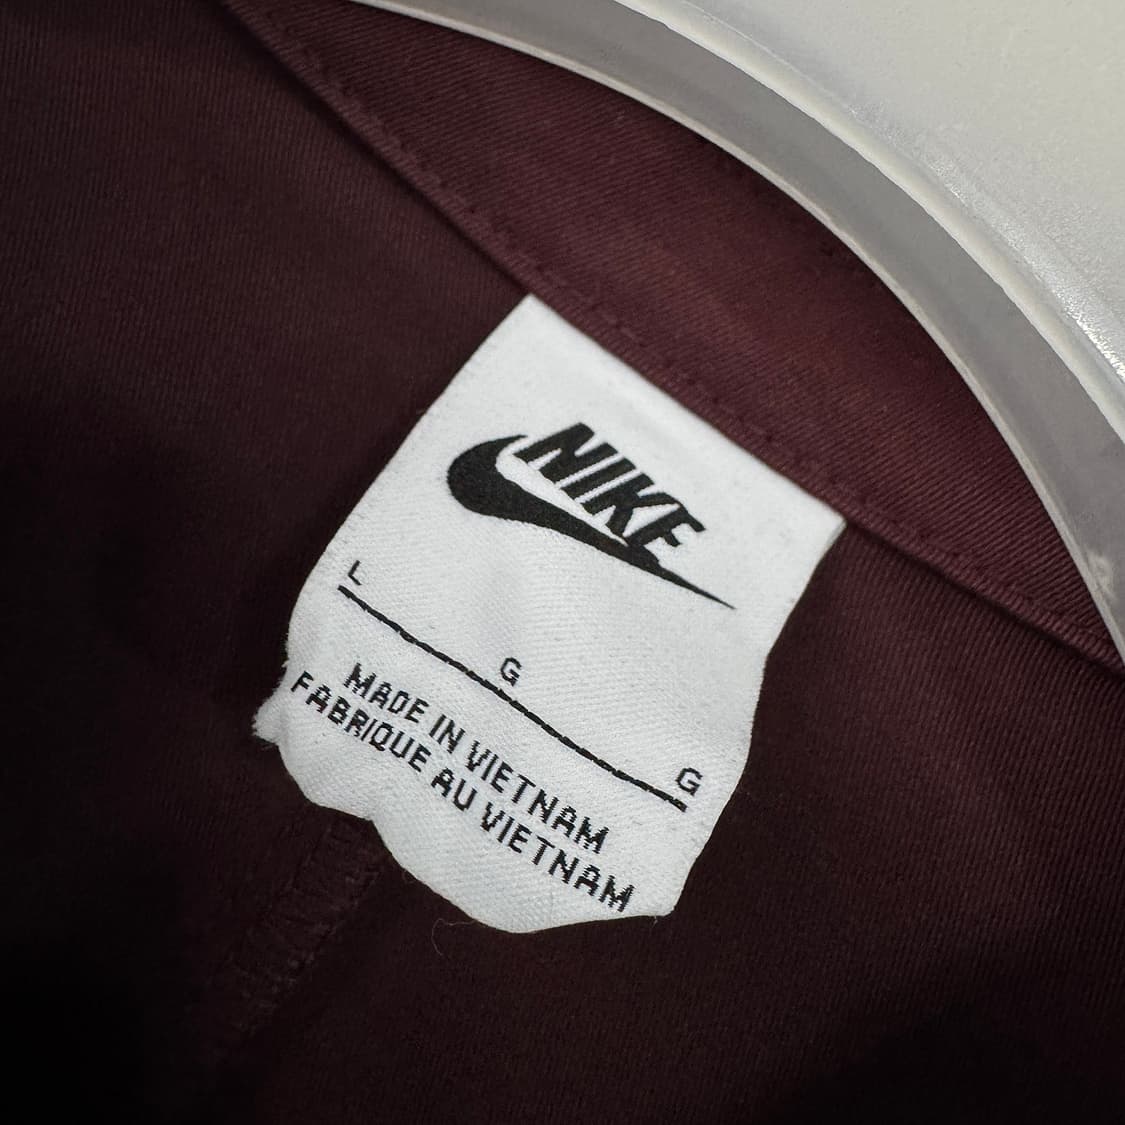 NIKE
L G G
MADE IN VIETNAM
FABRIQUE AU VIETNAM